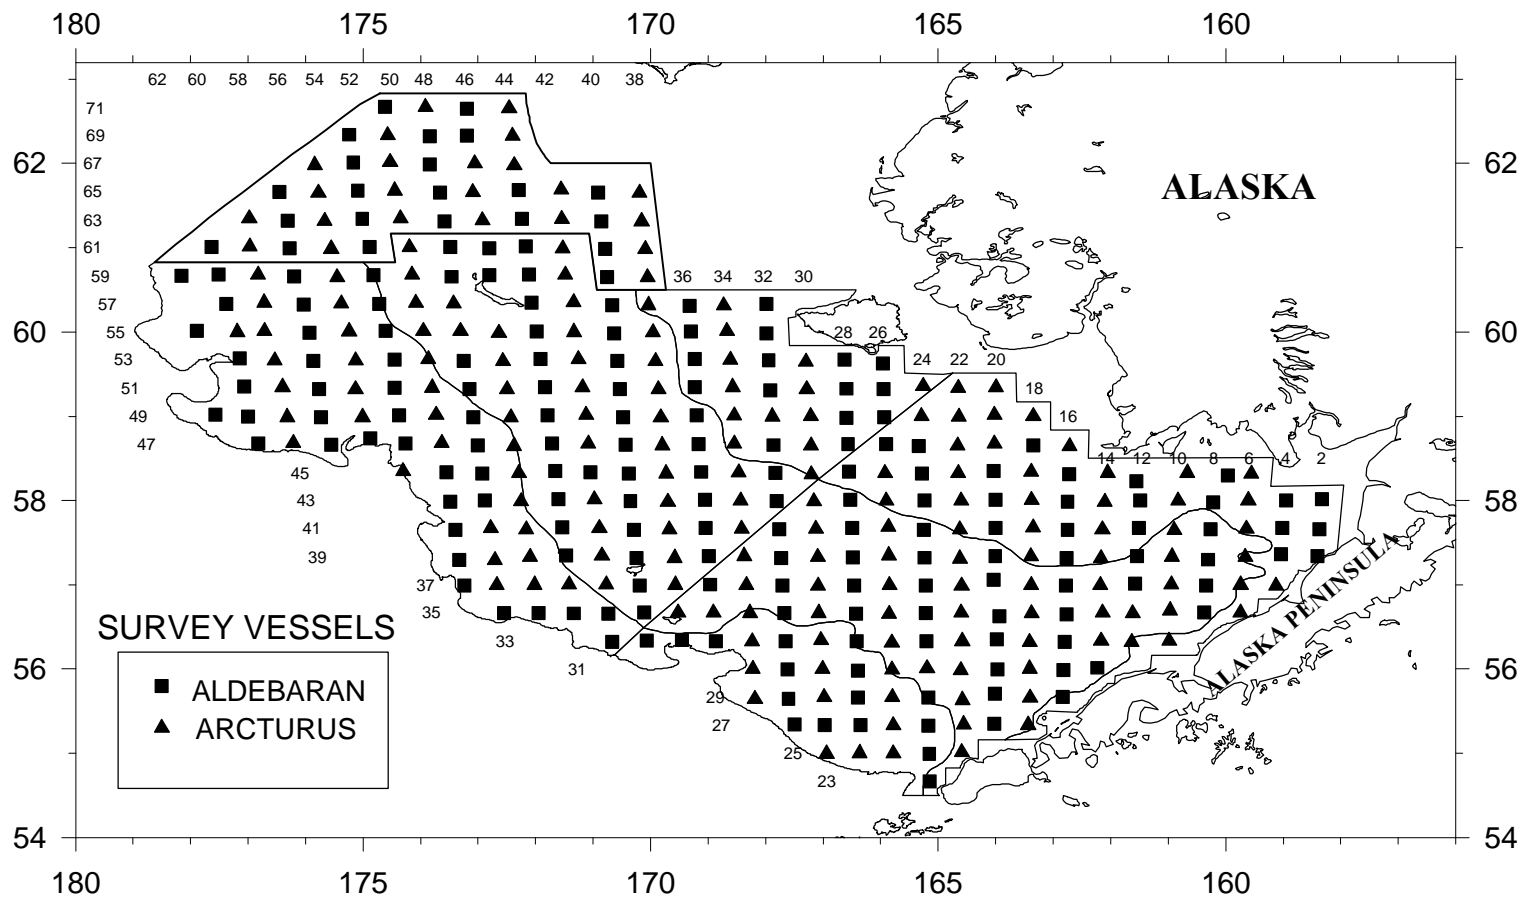 180 175 170 165 160
62 60 58 56 54 52 50 48 46 44 42 40 38
71
69
62 67 62
65 ALASKA
63
61
59 36 34 32 30
57
60 55 28 26 60
53 24 22 20
51 18
49 16
47 14 12 10 8 6 4 2
45
58 43 58
41
39
37
35
SURVEY VESSELS 33
56 31 56
ALDEBARAN 29
ARCTURUS 27
25
23
ALASKA PENINSULA
54 54
180 175 170 165 160